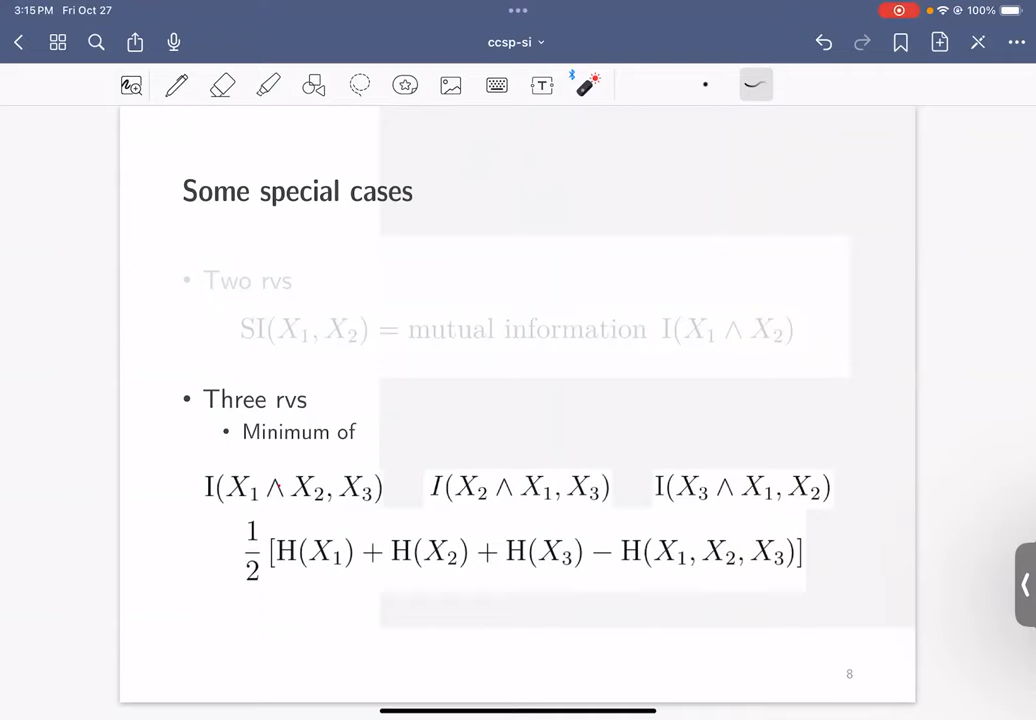 3:15 PM Fri Oct 27
100%
ccsp-si
T
Some special cases
• Two rvs
SI(X₁, X₂) = mutual information I(X₁ ∧ X₂)
• Three rvs
• Minimum of
I(X₁ ∧ X₂, X₃) I(X₂ ∧ X₁, X₃) I(X₃ ∧ X₁, X₂)
1/2 [H(X₁) + H(X₂) + H(X₃) − H(X₁, X₂, X₃)]
8